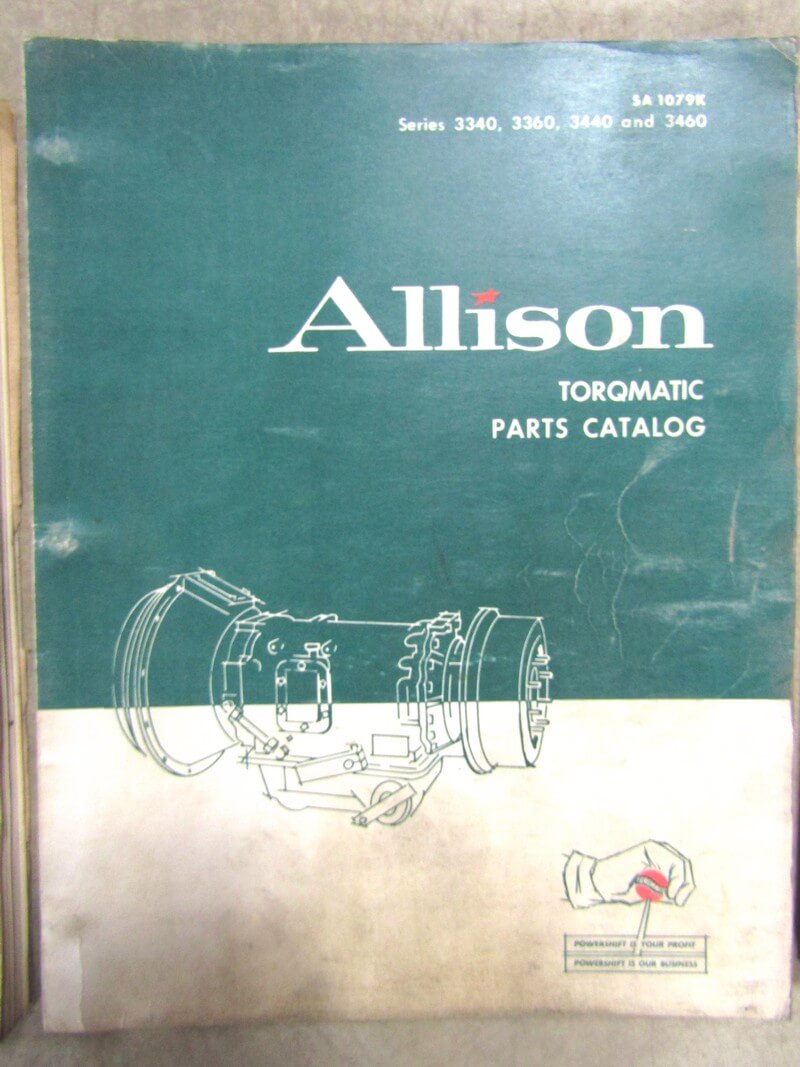 SA 1079K
Series 3340, 3360, 3440 and 3460
Allison
TORQMATIC
PARTS CATALOG
POWERSHIFT IS YOUR PROFIT
POWERSHIFT IS OUR BUSINESS